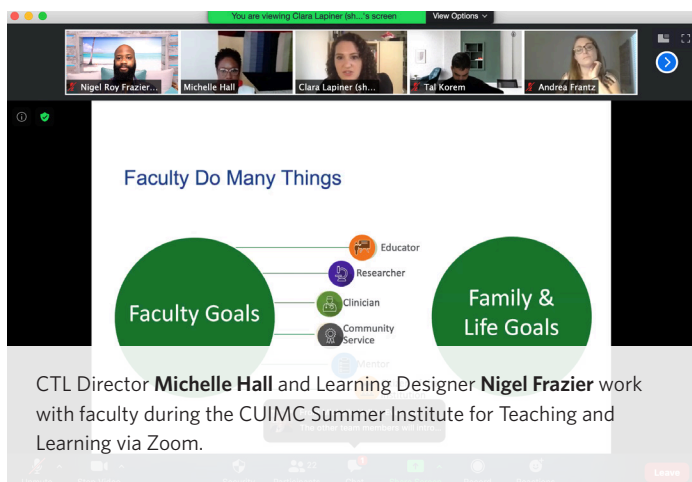 You are viewing Clara Lapiner (sh...'s screen
View Options
Nigel Roy Frazier...
Michelle Hall
Clara Lapiner (sh...
Tal Korem
Andrea Frantz
Faculty Do Many Things
Faculty Goals
Educator
Researcher
Clinician
Community
Service
Mentor
Family &
Life Goals
CTL Director Michelle Hall and Learning Designer Nigel Frazier work
with faculty during the CUIMC Summer Institute for Teaching and
Learning via Zoom.
The other team members will intro...
22
Leave